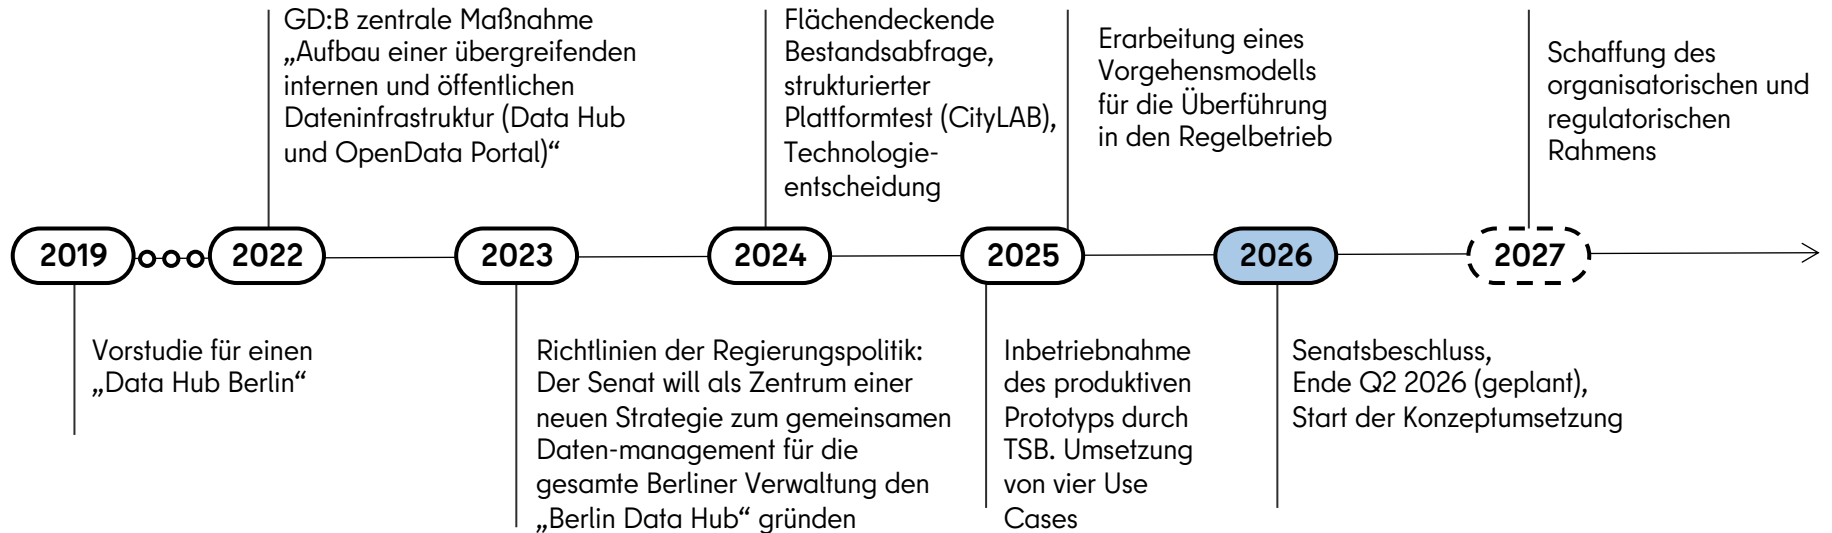 GD:B zentrale Maßnahme
„Aufbau einer übergreifenden
internen und öffentlichen
Dateninfrastruktur (Data Hub
und OpenData Portal)“
Flächendeckende
Bestandsabfrage,
strukturierter
Plattformtest (CityLAB),
Technologie-
entscheidung
Erarbeitung eines
Vorgehensmodells
für die Überführung
in den Regelbetrieb
Schaffung des
organisatorischen und
regulatorischen
Rahmens
2019
2022
2023
2024
2025
2026
2027
Vorstudie für einen
„Data Hub Berlin“
Richtlinien der Regierungspolitik:
Der Senat will als Zentrum einer
neuen Strategie zum gemeinsamen
Daten-management für die
gesamte Berliner Verwaltung den
„Berlin Data Hub“ gründen
Inbetriebnahme
des produktiven
Prototyps durch
TSB. Umsetzung
von vier Use
Cases
Senatsbeschluss,
Ende Q2 2026 (geplant),
Start der Konzeptumsetzung